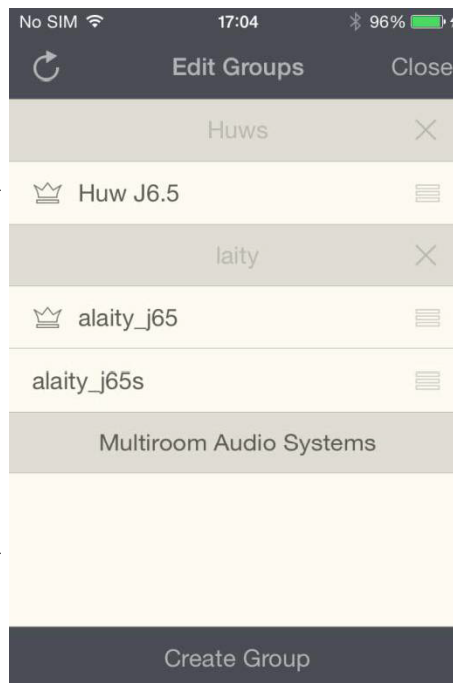 No SIM 17:04 96%
Edit Groups Close
Huws
Huw J6.5
laity
alaity_j65
alaity_j65s
Multiroom Audio Systems
Create Group